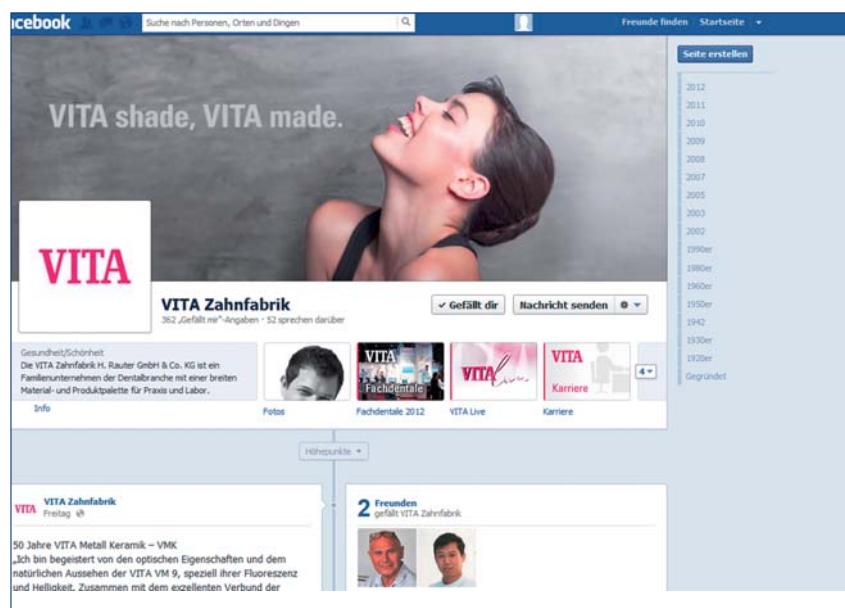 acebook
Suche nach Personen, Orten und Dingen
Freunde finden Startseite
Seite erstellen
VITA shade, VITA made.
VITA
VITA Zahnfabrik
362 „Gefällt mir“-Angaben · 52 sprechen darüber
✓ Gefällt dir
Nachricht senden
Gesundheit/Schönheit
Die VITA Zahnfabrik H. Rauter GmbH & Co. KG ist ein
Familienunternehmen der Dentalbranche mit einer breiten
Material- und Produktpalette für Praxis und Labor.
Info
Fotos
VITA
Fachdentale
Fachdentale 2012
VITA Live
VITA Live
VITA
Karriere
Karriere
4
2012
2011
2010
2009
2008
2007
2005
2003
2002
1990er
1980er
1960er
1950er
1942
1930er
1920er
Gegründet
Höhepunkte
VITA
VITA Zahnfabrik
Freitag
50 Jahre VITA Metall Keramik – VMK
„Ich bin begeistert von den optischen Eigenschaften und dem
natürlichen Aussehen der VITA VM 9, speziell ihrer Fluoreszenz
und Helligkeit. Zusammen mit dem exzellenten Verbund der
2 Freunden
gefällt VITA Zahnfabrik